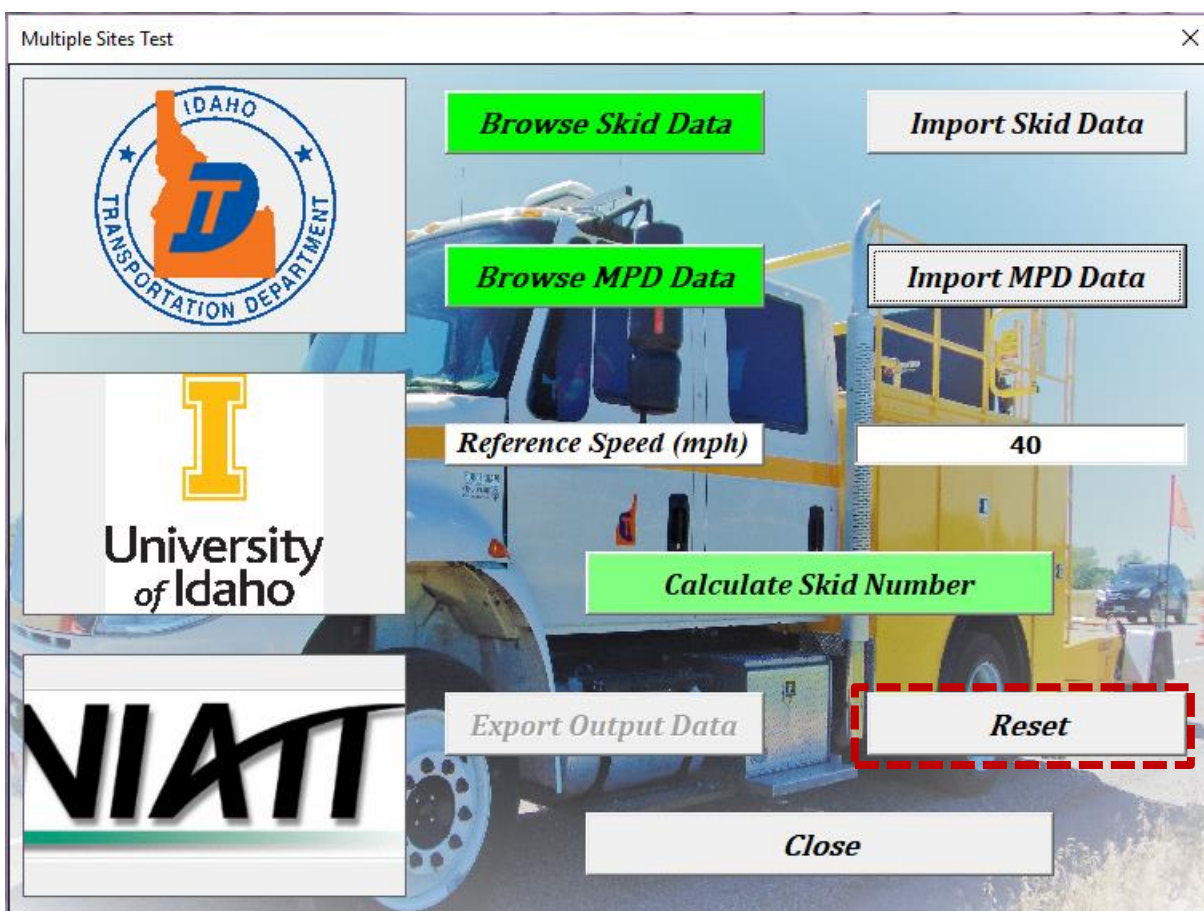 Multiple Sites Test
IDAHO
TRANSPORTATION DEPARTMENT
DIT
Browse Skid Data
Import Skid Data
Browse MPD Data
Import MPD Data
Reference Speed (mph)
40
I
University
of Idaho
Calculate Skid Number
NIATT
Export Output Data
Reset
Close